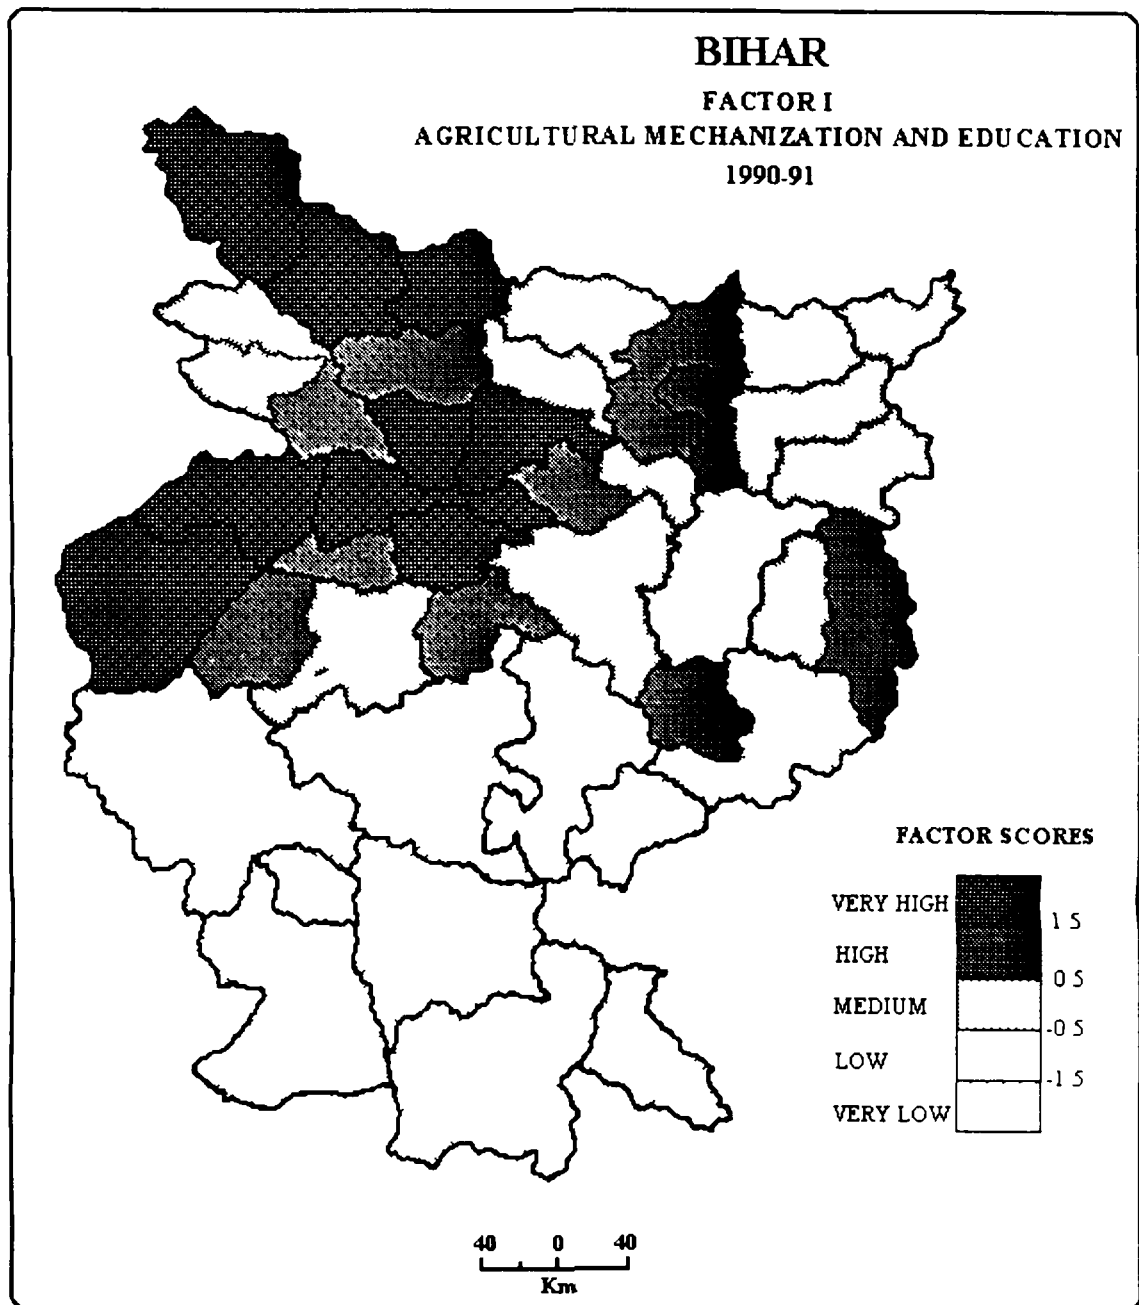 BIHAR
FACTOR I
AGRICULTURAL MECHANIZATION AND EDUCATION
1990-91
FACTOR SCORES
VERY HIGH
1 5
HIGH
0 5
MEDIUM
-0 5
LOW
-1 5
VERY LOW
40 0 40
Km